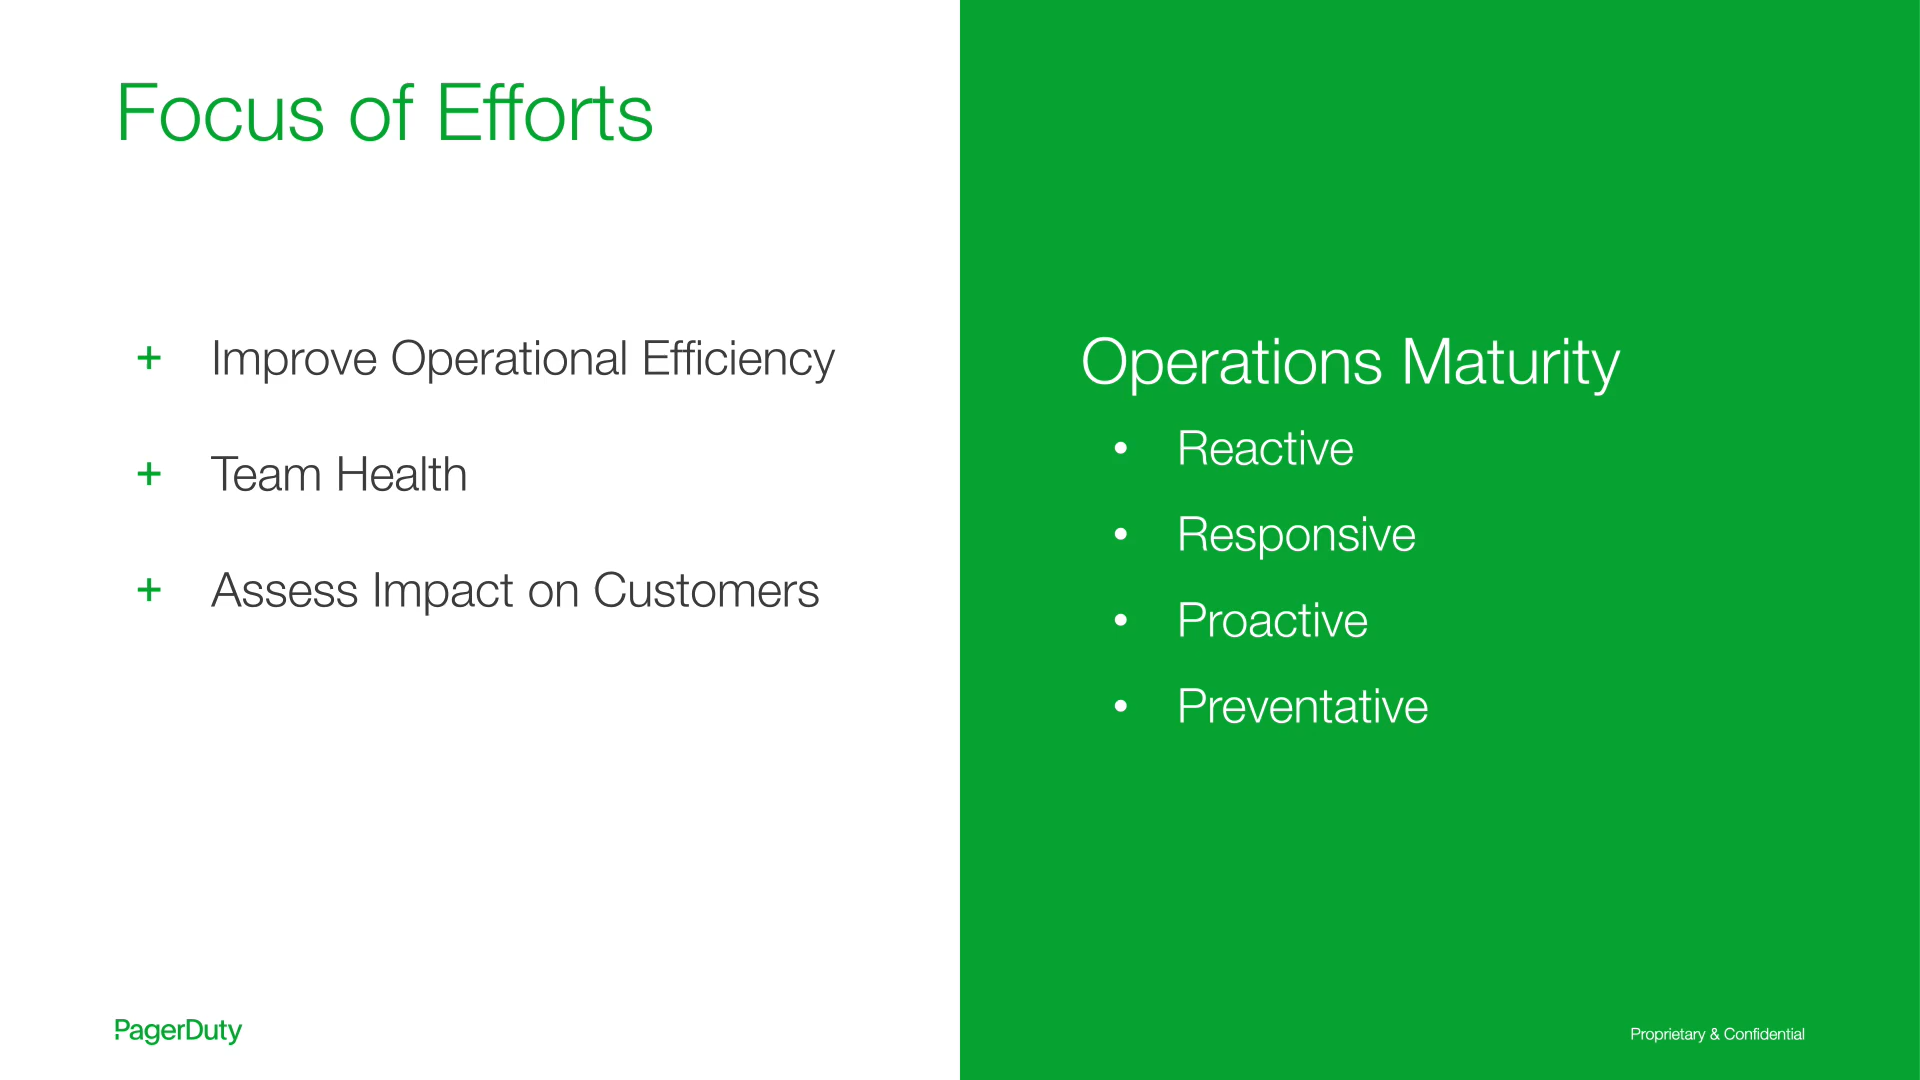 Focus of Efforts
+ Improve Operational Efficiency
+ Team Health
+ Assess Impact on Customers
Operations Maturity
• Reactive
• Responsive
• Proactive
• Preventative
PagerDuty
Proprietary & Confidential